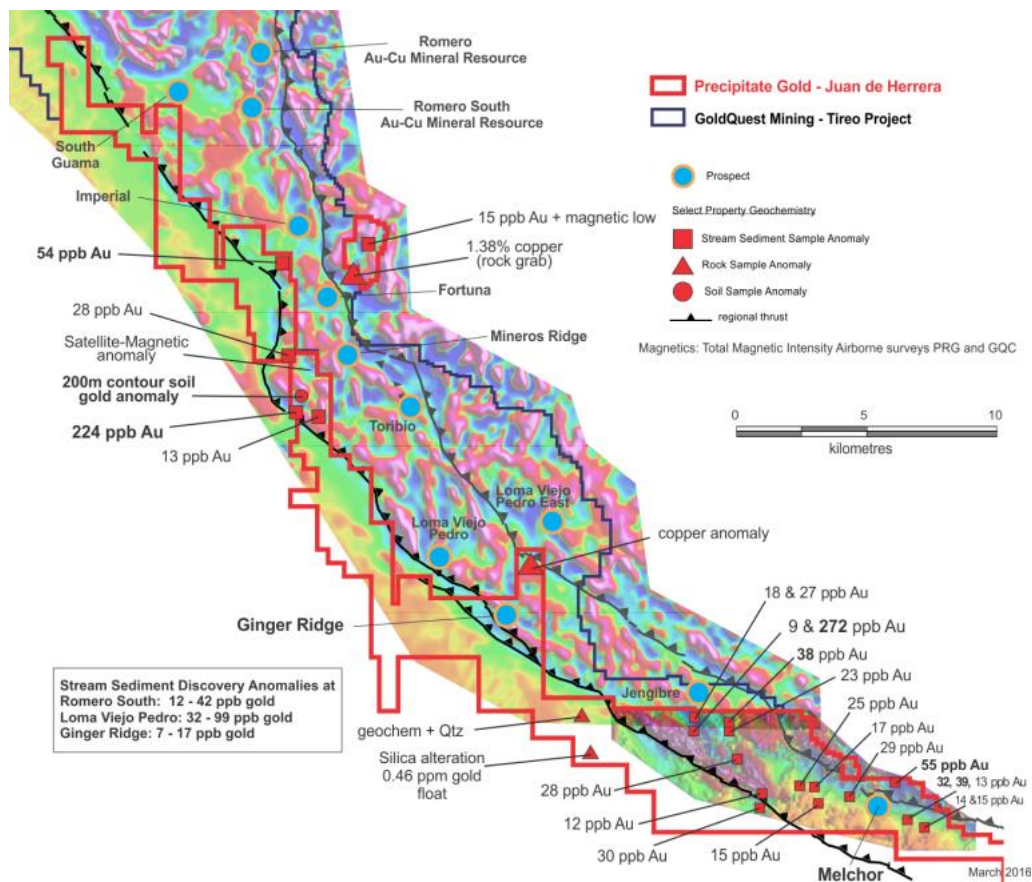 Romero
Au-Cu Mineral Resource
Romero South
Au-Cu Mineral Resource
South
Guama
Imperial
54 ppb Au
15 ppb Au + magnetic low
1.38% copper
(rock grab)
Fortuna
28 ppb Au
Satellite-Magnetic
anomaly
Mineros Ridge
200m contour soil
gold anomaly
224 ppb Au
13 ppb Au
Toribio
Loma Viejo
Pedro East
Loma Viejo
Pedro
copper anomaly
Ginger Ridge
18 & 27 ppb Au
9 & 272 ppb Au
38 ppb Au
23 ppb Au
25 ppb Au
17 ppb Au
29 ppb Au
55 ppb Au
32, 39, 13 ppb Au
14 &15 ppb Au
Jengibre
geochem + Qtz
Silica alteration
0.46 ppm gold
float
28 ppb Au
12 ppb Au
30 ppb Au
15 ppb Au
Melchor
March 2016
Stream Sediment Discovery Anomalies at
Romero South: 12 - 42 ppb gold
Loma Viejo Pedro: 32 - 99 ppb gold
Ginger Ridge: 7 - 17 ppb gold
Precipitate Gold - Juan de Herrera
GoldQuest Mining - Tireo Project
Prospect
Select Property Geochemistry
Stream Sediment Sample Anomaly
Rock Sample Anomaly
Soil Sample Anomaly
regional thrust
Magnetics: Total Magnetic Intensity Airborne surveys PRG and GQC
0 5 10
kilometres